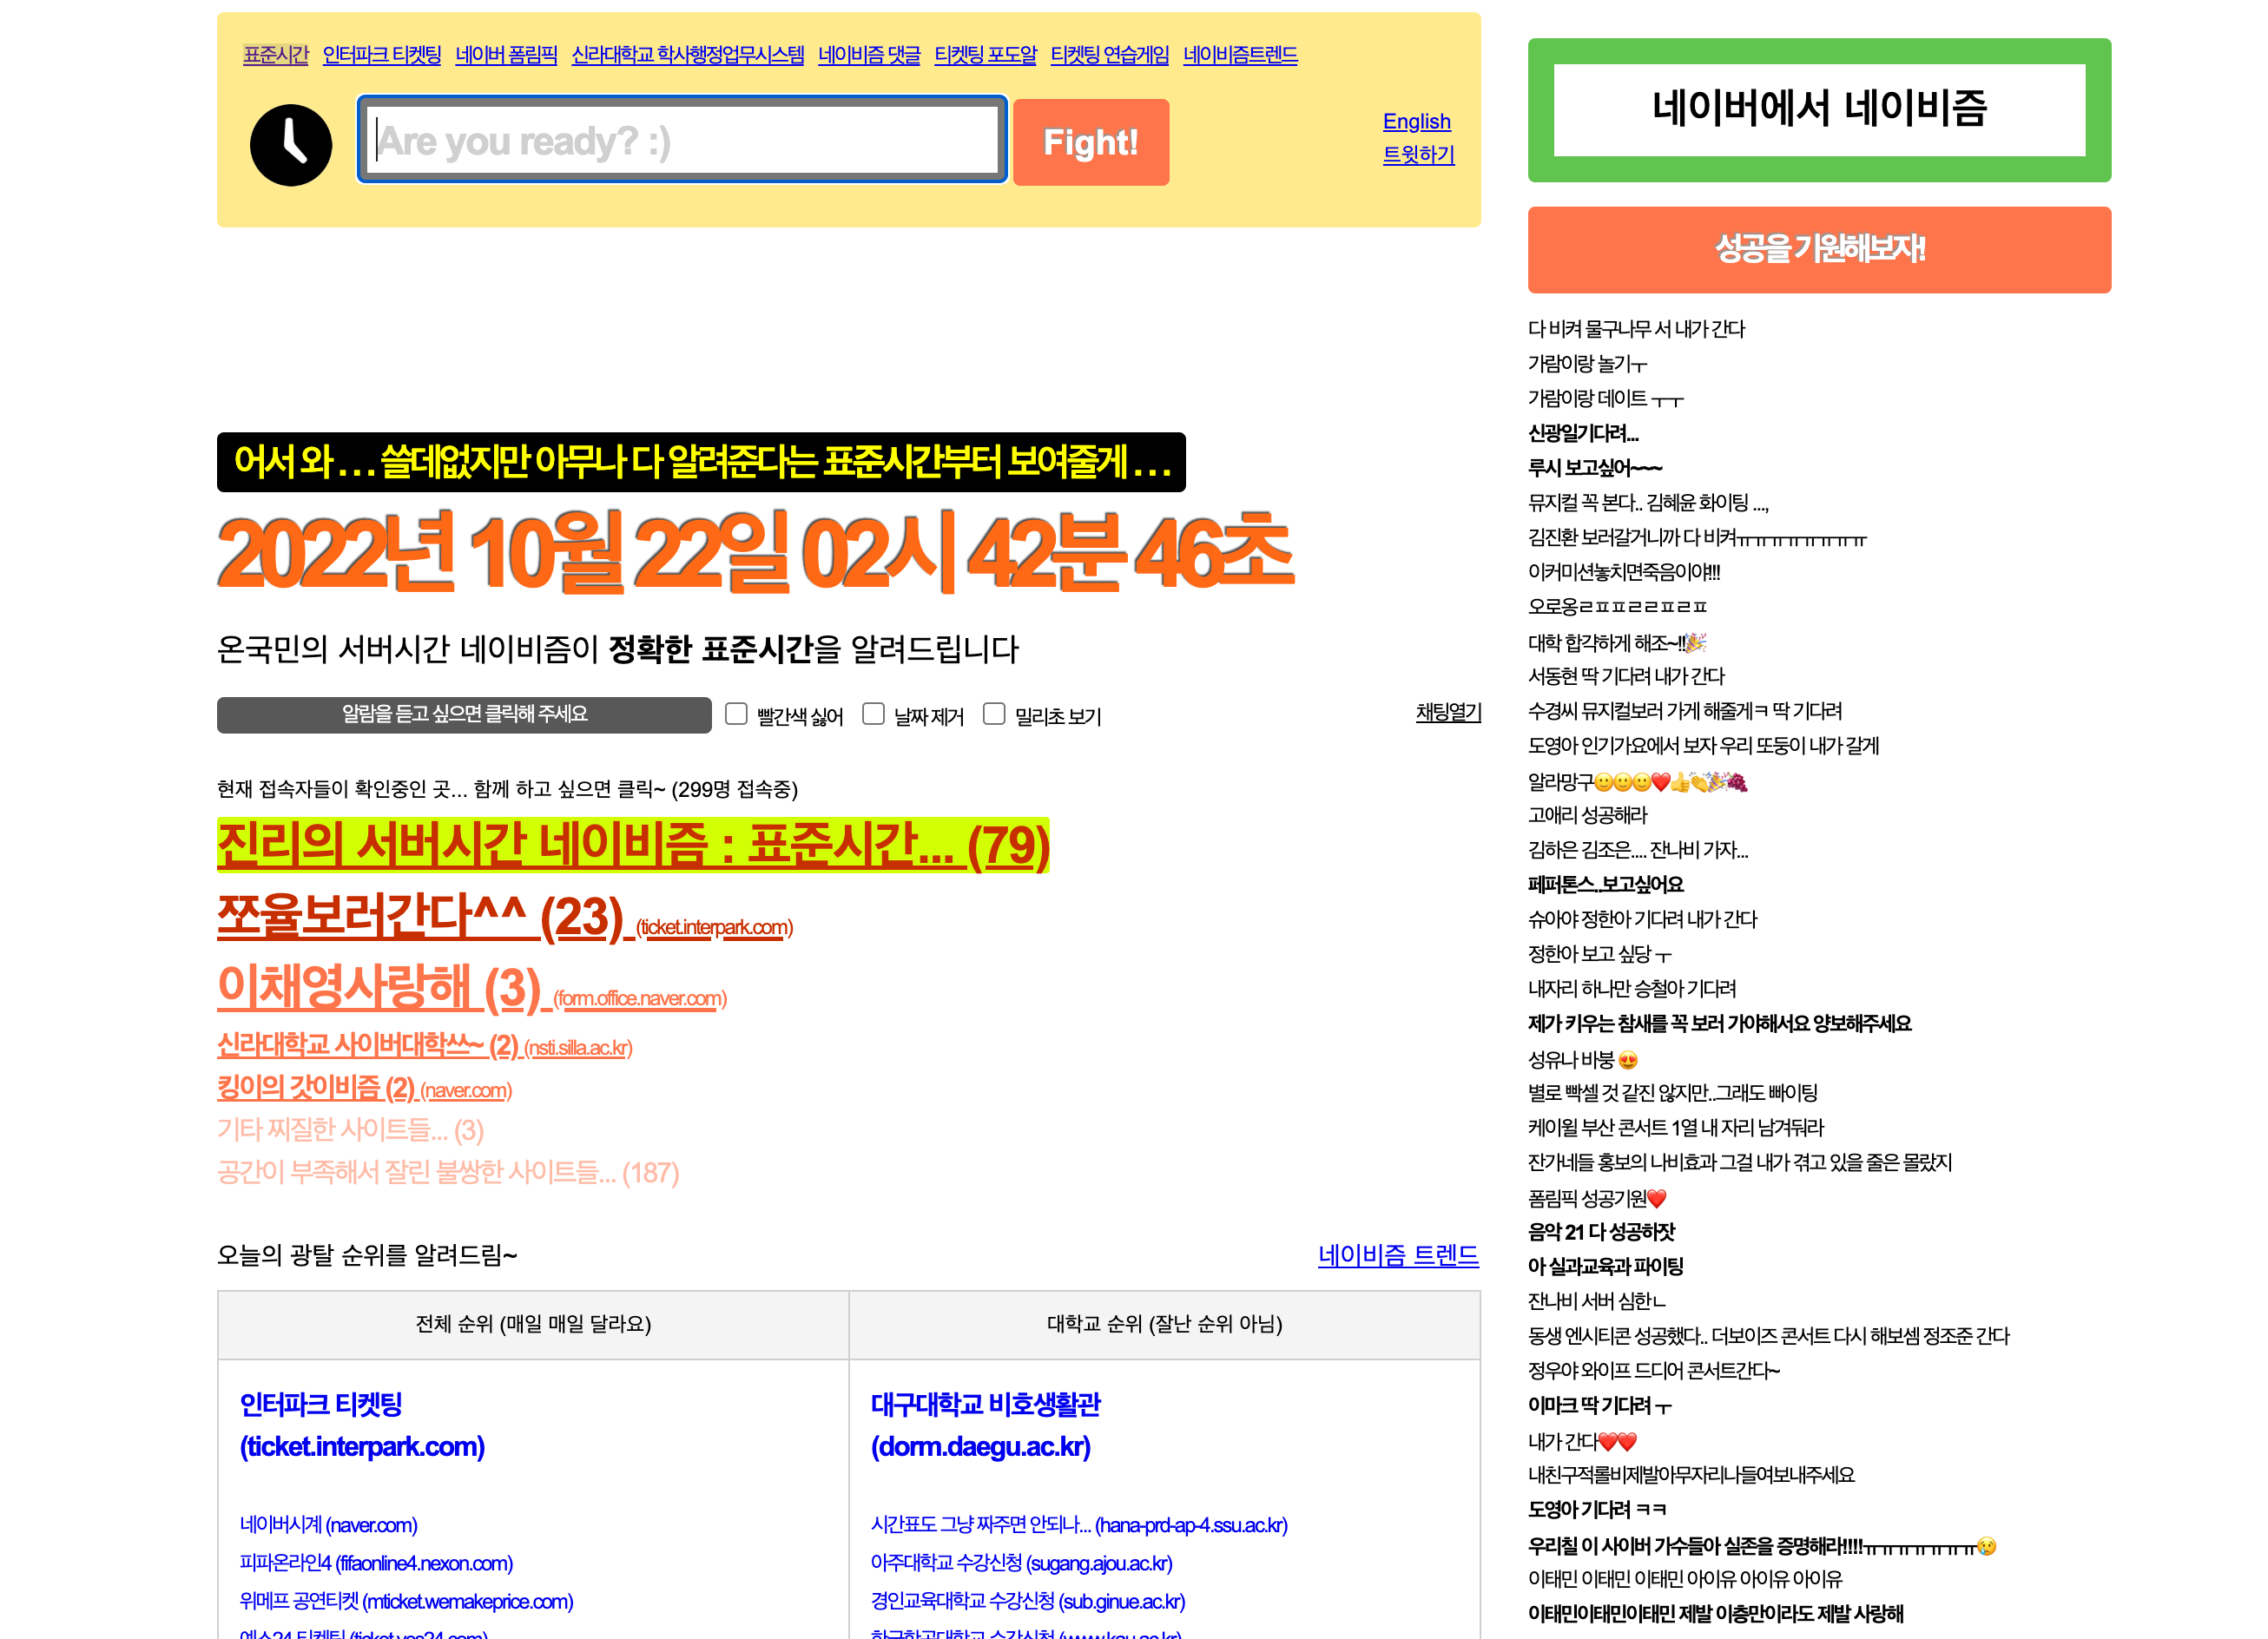 표준시간 인터파크 티켓팅 네이버 폼림픽 신라대학교 학사행정업무시스템 네이비즘 댓글 티켓팅 포도알 티켓팅 연습게임 네이비즘트렌드
Are you ready? :)
Fight!
English
트윗하기
어서 와 . . . 쓸데없지만 아무나 다 알려준다는 표준시간부터 보여줄게 . . .
2022년 10월 22일 02시 42분 46초
온국민의 서버시간 네이비즘이 정확한 표준시간을 알려드립니다
알람을 듣고 싶으면 클릭해 주세요
빨간색 싫어 날짜 제거 밀리초 보기
채팅열기
현재 접속자들이 확인중인 곳... 함께 하고 싶으면 클릭~ (299명 접속중)
진리의 서버시간 네이비즘 : 표준시간... (79)
쪼율보러간다^^ (23) (ticket.interpark.com)
이채영사랑해 (3) (form.office.naver.com)
신라대학교 사이버대학쓰~ (2) (nsti.silla.ac.kr)
킹이의 갓이비즘 (2) (naver.com)
기타 찌질한 사이트들... (3)
공간이 부족해서 잘린 불쌍한 사이트들... (187)
오늘의 광탈 순위를 알려드림~
네이비즘 트렌드
전체 순위 (매일 매일 달라요)
대학교 순위 (잘난 순위 아님)
인터파크 티켓팅
(ticket.interpark.com)
네이버시계 (naver.com)
피파온라인4 (fifaonline4.nexon.com)
위메프 공연티켓 (mticket.wemakeprice.com)
예스24 티켓팅 (ticket.yes24.com)
대구대학교 비호생활관
(dorm.daegu.ac.kr)
시간표도 그냥 짜주면 안되나... (hana-prd-ap-4.ssu.ac.kr)
아주대학교 수강신청 (sugang.ajou.ac.kr)
경인교육대학교 수강신청 (sub.ginue.ac.kr)
한국항공대학교 수강신청 (www.kau.ac.kr)
네이버에서 네이비즘
성공을 기원해보자!
다 비켜 물구나무 서 내가 간다
가람이랑 놀기ㅜ
가람이랑 데이트 ㅜㅜ
신광일기다려...
루시 보고싶어~~~
뮤지컬 꼭 본다.. 김혜윤 화이팅 ...,
김진환 보러갈거니까 다 비켜ㅠㅠㅠㅠㅠㅠㅠㅠ
이커미션놓치면죽음이야!!!
오로옹ㄹㅍㅍㄹㄹㅍㄹㅍ
대학 합각하게 해조~!!🎉
서동현 딱 기다려 내가 간다
수경씨 뮤지컬보러 가게 해줄게ㅋ 딱 기다려
도영아 인기가요에서 보자 우리 또둥이 내가 갈게
알라망구🙂🙂🙂❤️👍👏🎉🍇
고애리 성공해라
김하은 김조은.... 잔나비 가자...
페퍼톤스..보고싶어요
슈아야 정한아 기다려 내가 간다
정한아 보고 싶당 ㅜ
내자리 하나만 승철아 기다려
제가 키우는 참새를 꼭 보러 가야해서요 양보해주세요
성유나 바붕 😍
별로 빡셀 것 같진 않지만..그래도 빠이팅
케이윌 부산 콘서트 1열 내 자리 남겨둬라
잔가네들 홍보의 나비효과 그걸 내가 겪고 있을 줄은 몰랐지
폼림픽 성공기원❤️
음악 21 다 성공하잣
아 실과교육과 파이팅
잔나비 서버 심한ㄴ
동생 엔시티콘 성공했다.. 더보이즈 콘서트 다시 해보셈 정조준 간다
정우야 와이프 드디어 콘서트간다~
이마크 딱 기다려 ㅜ
내가 간다❤️❤️
내친구적롤비제발아무자리나들여보내주세요
도영아 기다려 ㅋㅋ
우리칠 이 사이버 가수들아 실존을 증명해라!!!!ㅠㅠㅠㅠㅠㅠㅠ😢
이태민 이태민 이태민 아이유 아이유 아이유
이태민이태민이태민 제발 이층만이라도 제발 사랑해